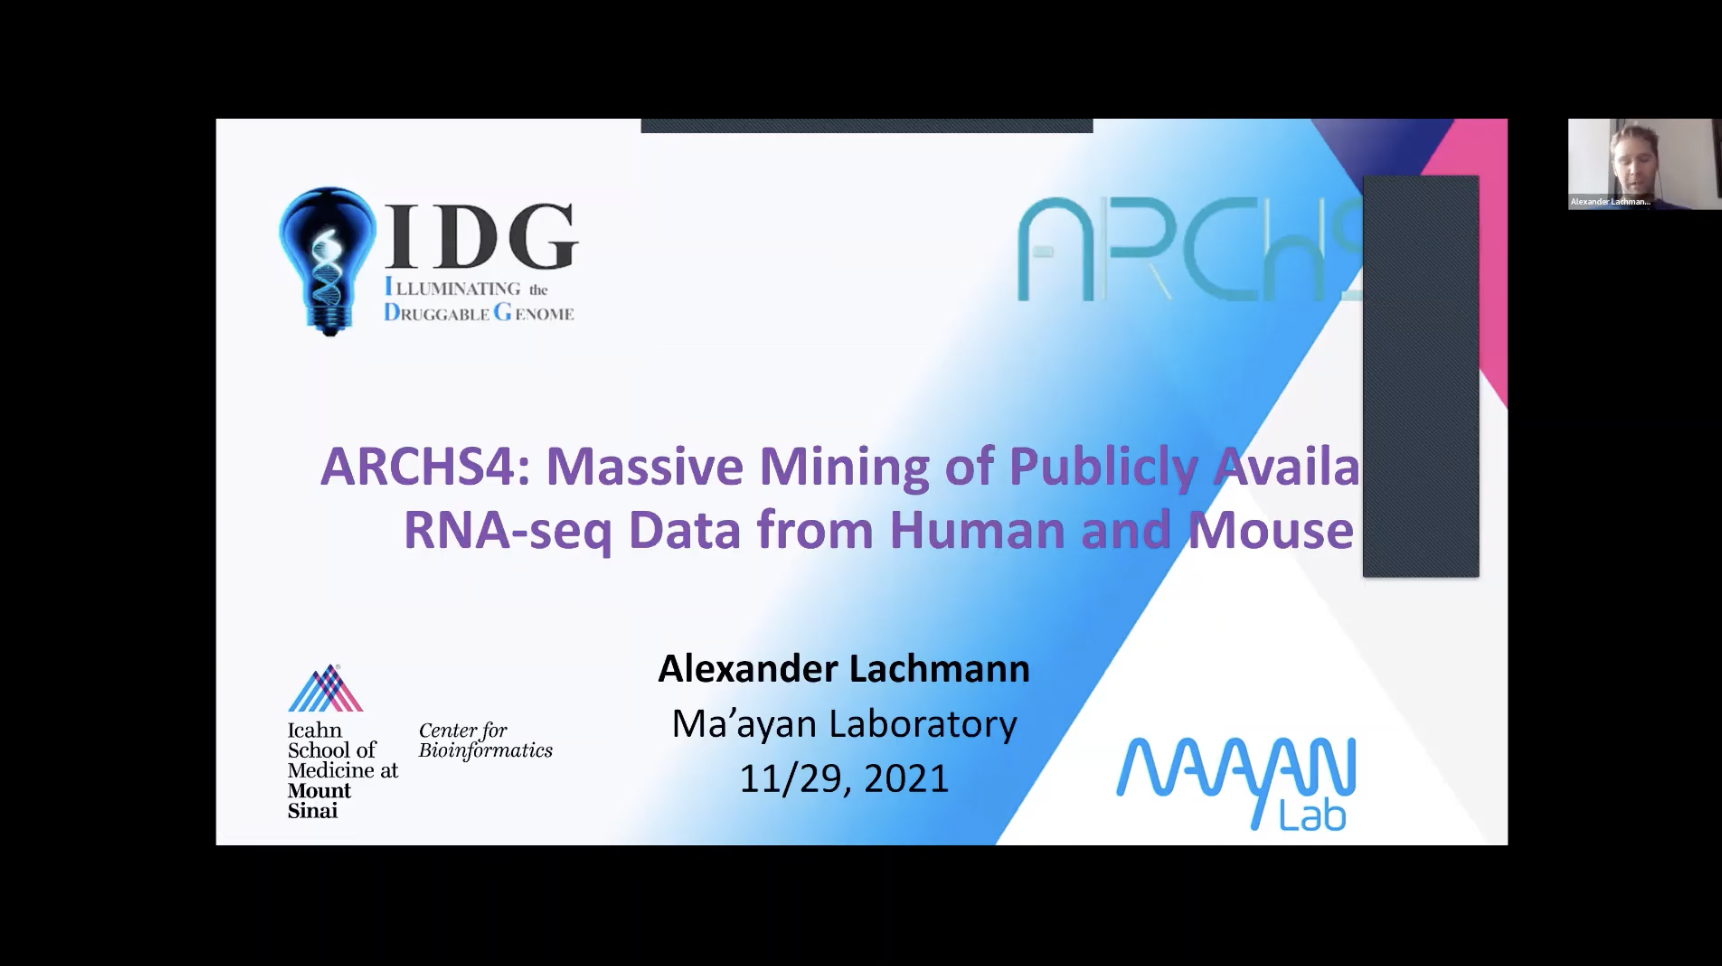 IDG
ILLUMINATING the
DRUGGABLE GENOME
ARCHS
ARCHS4: Massive Mining of Publicly Availa
RNA-seq Data from Human and Mouse
Alexander Lachmann
Ma’ayan Laboratory
11/29, 2021
Icahn
School of
Medicine at
Mount
Sinai
Center for
Bioinformatics
MAAYAN
Lab
Alexander Lachman...